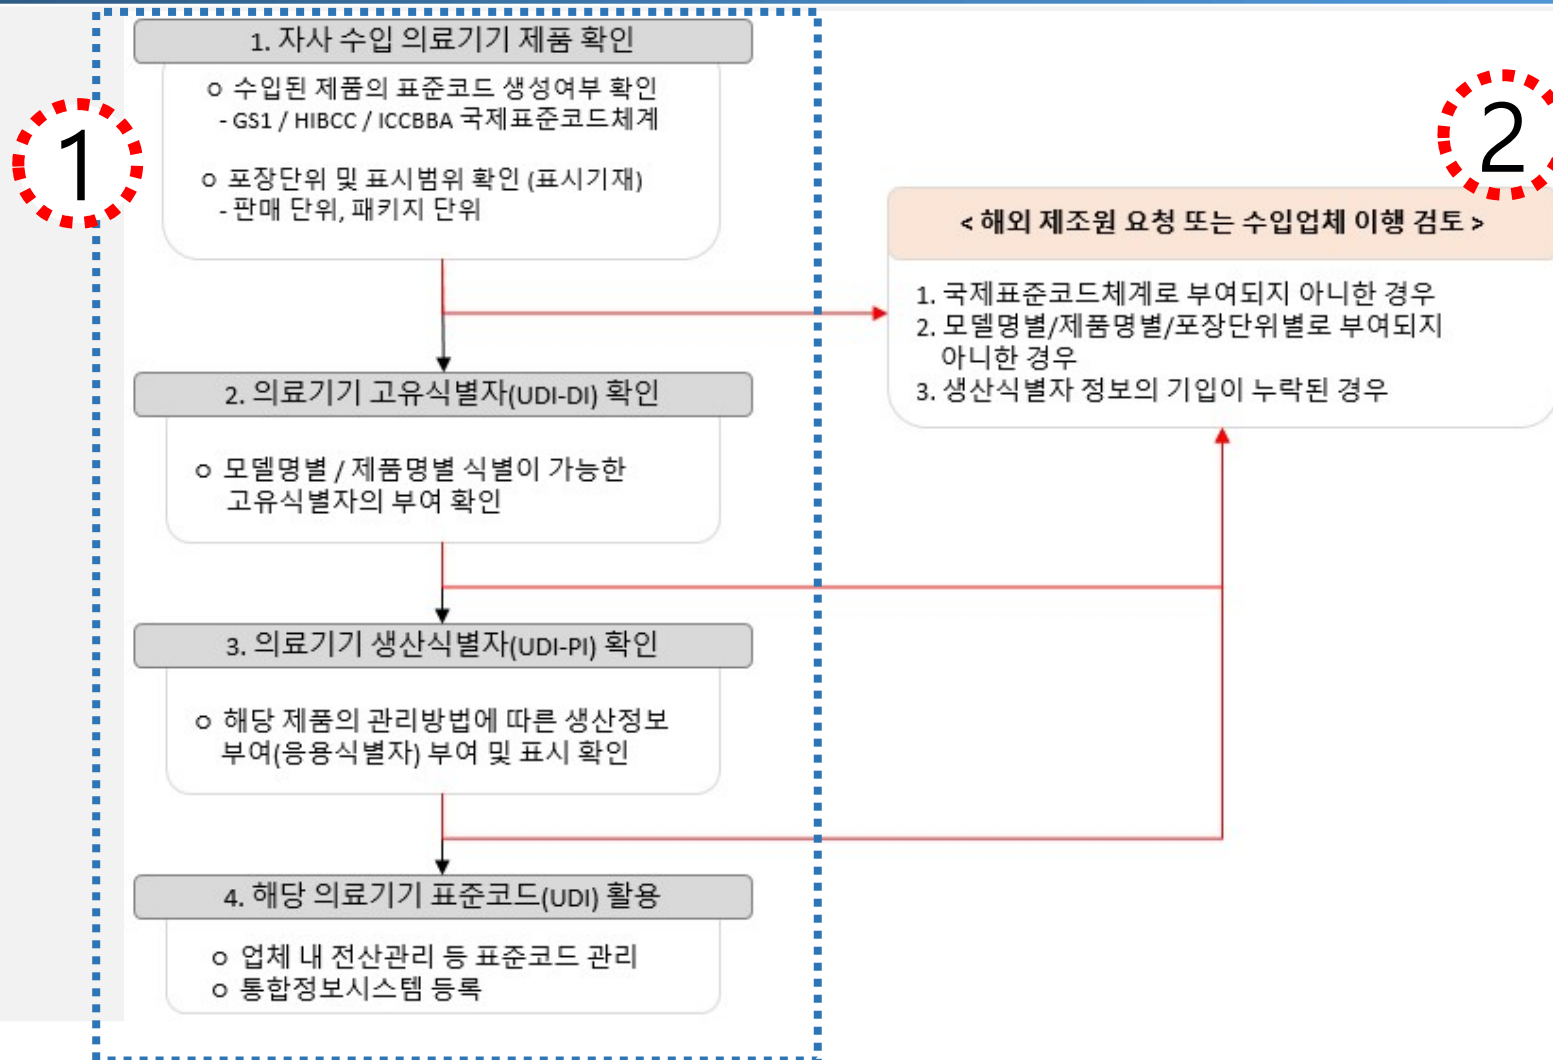 1
1. 자사 수입 의료기기 제품 확인
ㅇ 수입된 제품의 표준코드 생성여부 확인
- GS1 / HIBCC / ICCBBA 국제표준코드체계
ㅇ 포장단위 및 표시범위 확인 (표시기재)
- 판매 단위, 패키지 단위
2. 의료기기 고유식별자(UDI-DI) 확인
ㅇ 모델명별 / 제품명별 식별이 가능한
고유식별자의 부여 확인
3. 의료기기 생산식별자(UDI-PI) 확인
ㅇ 해당 제품의 관리방법에 따른 생산정보
부여(응용식별자) 부여 및 표시 확인
4. 해당 의료기기 표준코드(UDI) 활용
ㅇ 업체 내 전산관리 등 표준코드 관리
ㅇ 통합정보시스템 등록
2
< 해외 제조원 요청 또는 수입업체 이행 검토 >
1. 국제표준코드체계로 부여되지 아니한 경우
2. 모델명별/제품명별/포장단위별로 부여되지
아니한 경우
3. 생산식별자 정보의 기입이 누락된 경우